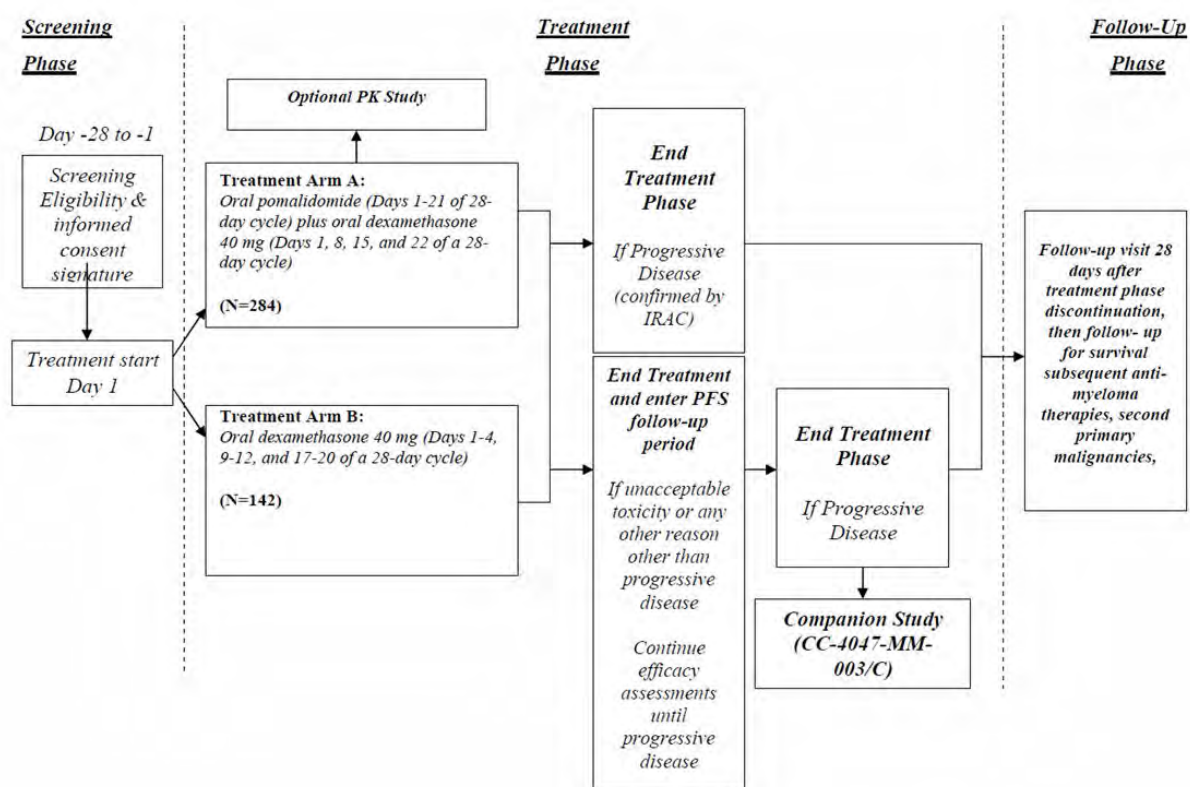 Screening
Phase
Treatment
Phase
Follow-Up
Phase
Day -28 to -1
Screening
Eligibility &
informed
consent
signature
Treatment start
Day 1
Optional PK Study
Treatment Arm A:
Oral pomalidomide (Days 1-21 of 28-
day cycle) plus oral dexamethasone
40 mg (Days 1, 8, 15, and 22 of a 28-
day cycle)
(N=284)
Treatment Arm B:
Oral dexamethasone 40 mg (Days 1-4,
9-12, and 17-20 of a 28-day cycle)
(N=142)
End
Treatment
Phase
If Progressive
Disease
(confirmed by
IRAC)
End Treatment
and enter PFS
follow-up
period
If unacceptable
toxicity or any
other reason
other than
progressive
disease
Continue
efficacy
assessments
until
progressive
disease
End Treatment
Phase
If Progressive
Disease
Companion Study
(CC-4047-MM-
003/C)
Follow-up visit 28
days after
treatment phase
discontinuation,
then follow- up
for survival
subsequent anti-
myeloma
therapies, second
primary
malignancies,